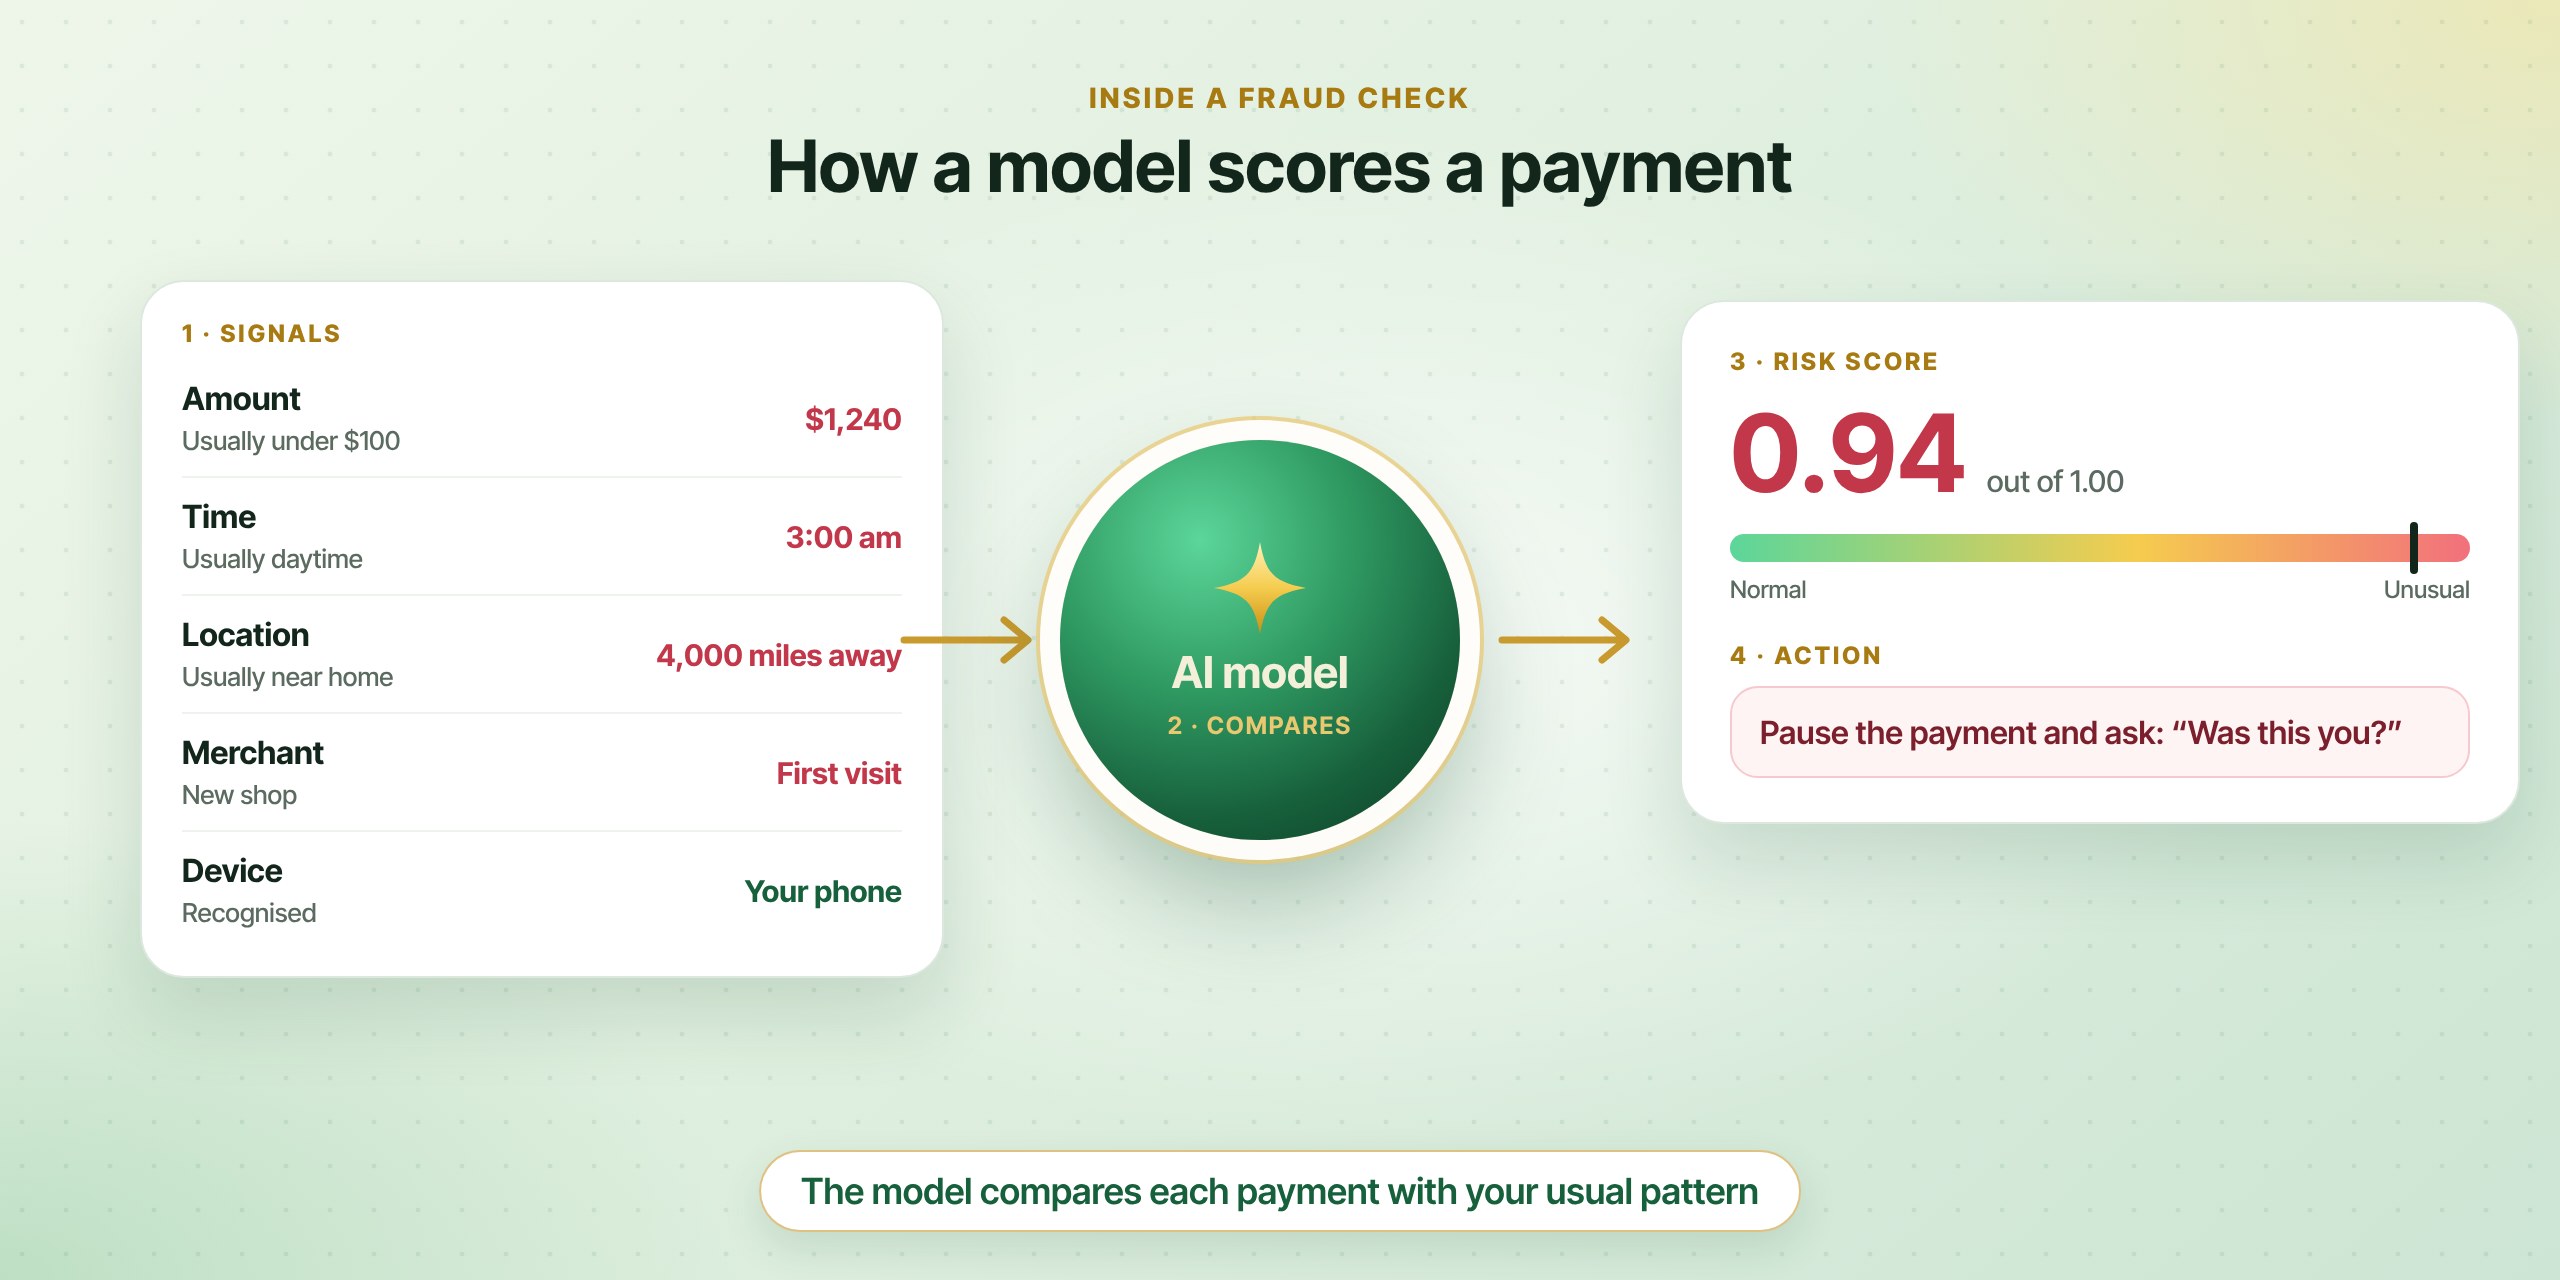 INSIDE A FRAUD CHECK
How a model scores a payment
1 · SIGNALS
Amount
Usually under $100
$1,240
Time
Usually daytime
3:00 am
Location
Usually near home
4,000 miles away
Merchant
New shop
First visit
Device
Recognised
Your phone
AI model
2 · COMPARES
3 · RISK SCORE
0.94 out of 1.00
Normal
Unusual
4 · ACTION
Pause the payment and ask: “Was this you?”
The model compares each payment with your usual pattern